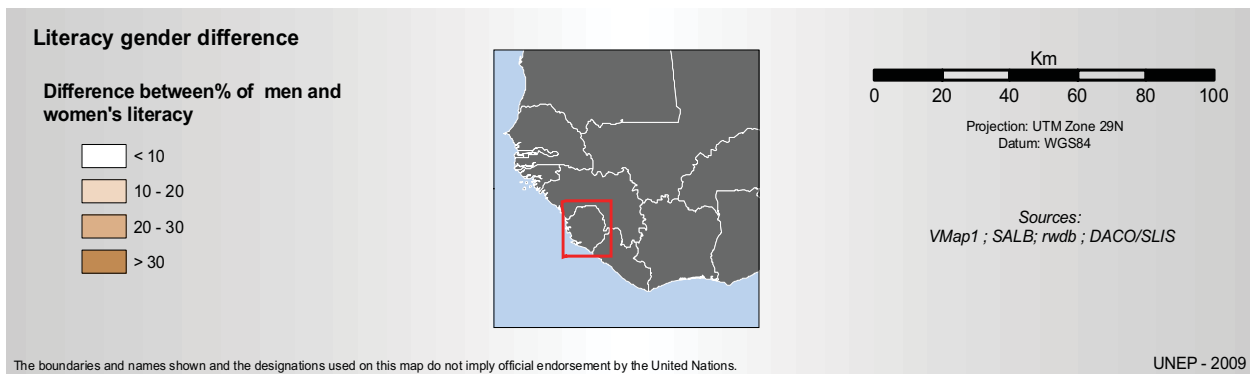 Literacy gender difference
Difference between% of men and
women's literacy
< 10
10 - 20
20 - 30
> 30
Km
0 20 40 60 80 100
Projection: UTM Zone 29N
Datum: WGS84
Sources:
VMap1 ; SALB; rwdb ; DACO/SLIS
The boundaries and names shown and the designations used on this map do not imply official endorsement by the United Nations.
UNEP - 2009